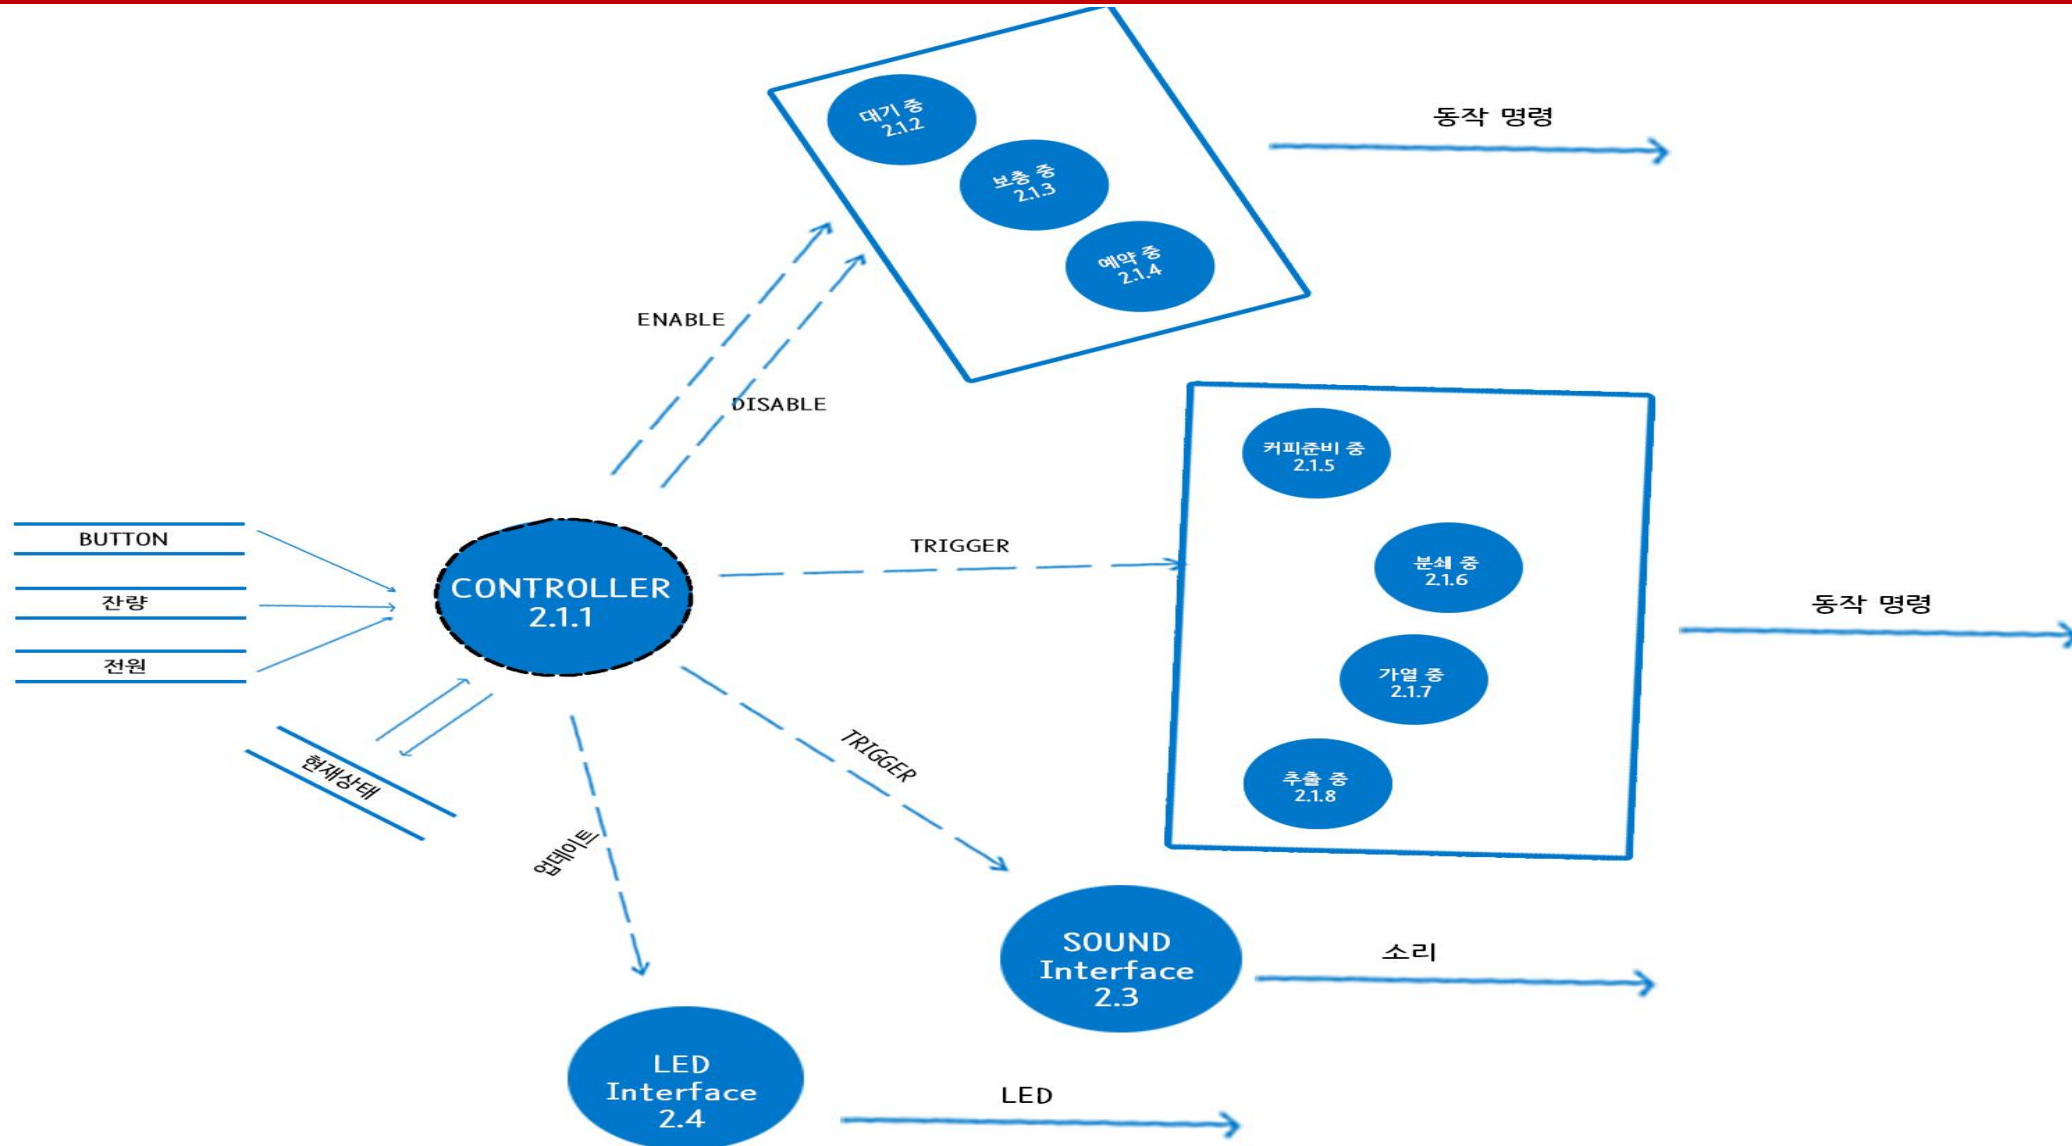 대기 중
2.1.2
보충 중
2.1.3
예약 중
2.1.4
동작 명령
ENABLE
DISABLE
커피준비 중
2.1.5
분쇄 중
2.1.6
가열 중
2.1.7
추출 중
2.1.8
동작 명령
TRIGGER
BUTTON
잔량
전원
CONTROLLER
2.1.1
현재상태
TRIGGER
업데이트
SOUND
Interface
2.3
소리
LED
Interface
2.4
LED